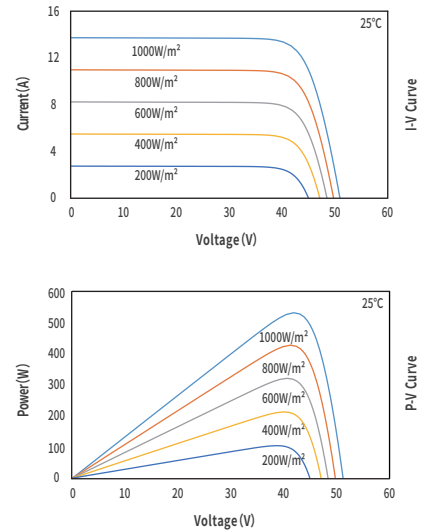 16
25°C
1000W/m²
12
800W/m²
Current(A)
600W/m²
8
I-V Curve
400W/m²
4
200W/m²
0
0 10 20 30 40 50 60
Voltage(V)
600
25°C
500
1000W/m²
400
800W/m²
Power(W)
300
600W/m²
P-V Curve
200
400W/m²
100
200W/m²
0
0 10 20 30 40 50 60
Voltage(V)